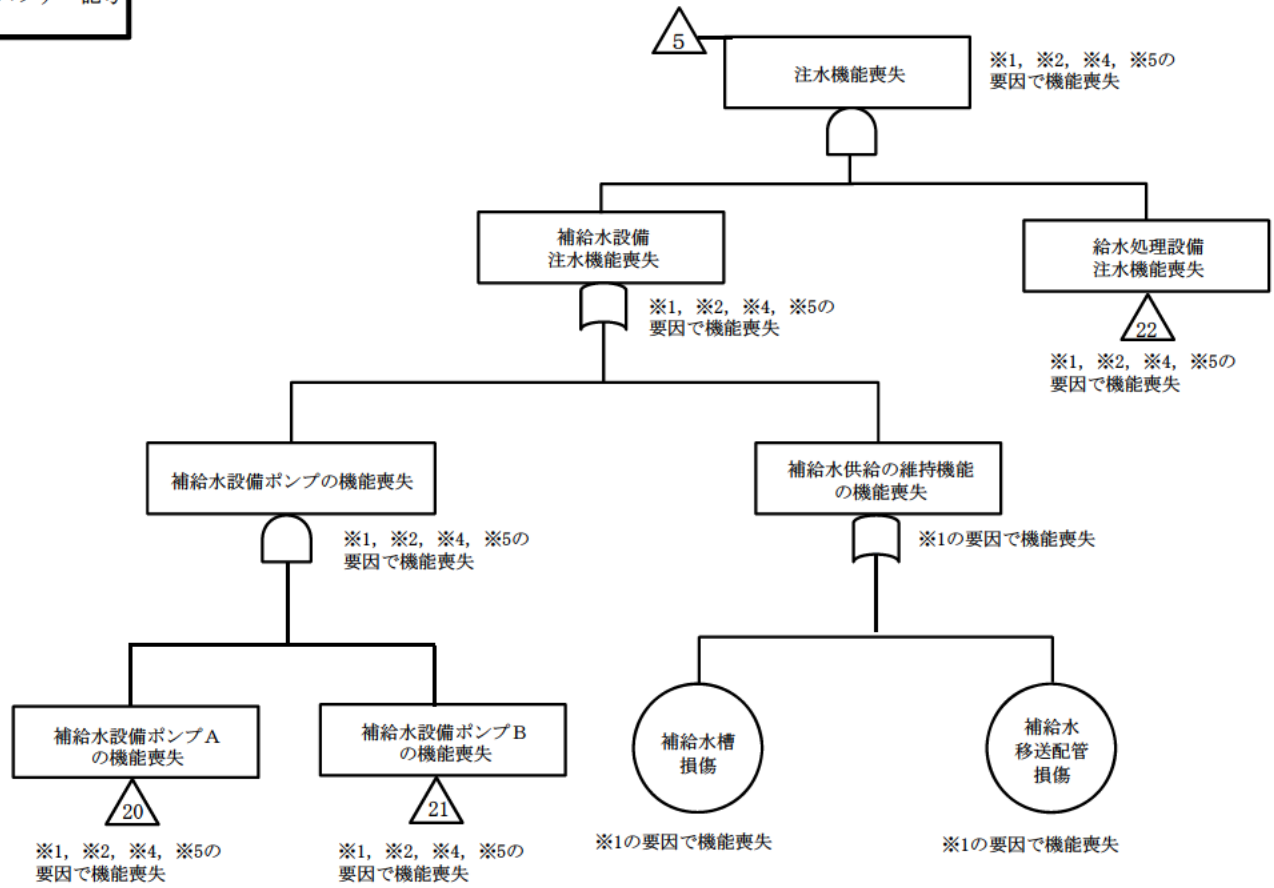 5
注水機能喪失
※1, ※2, ※4, ※5の
要因で機能喪失
補給水設備
注水機能喪失
※1, ※2, ※4, ※5の
要因で機能喪失
給水処理設備
注水機能喪失
22
※1, ※2, ※4, ※5の
要因で機能喪失
補給水設備ポンプの機能喪失
※1, ※2, ※4, ※5の
要因で機能喪失
補給水供給の維持機能
の機能喪失
※1の要因で機能喪失
補給水設備ポンプA
の機能喪失
20
※1, ※2, ※4, ※5の
要因で機能喪失
補給水設備ポンプB
の機能喪失
21
※1, ※2, ※4, ※5の
要因で機能喪失
補給水槽
損傷
※1の要因で機能喪失
補給水
移送配管
損傷
※1の要因で機能喪失